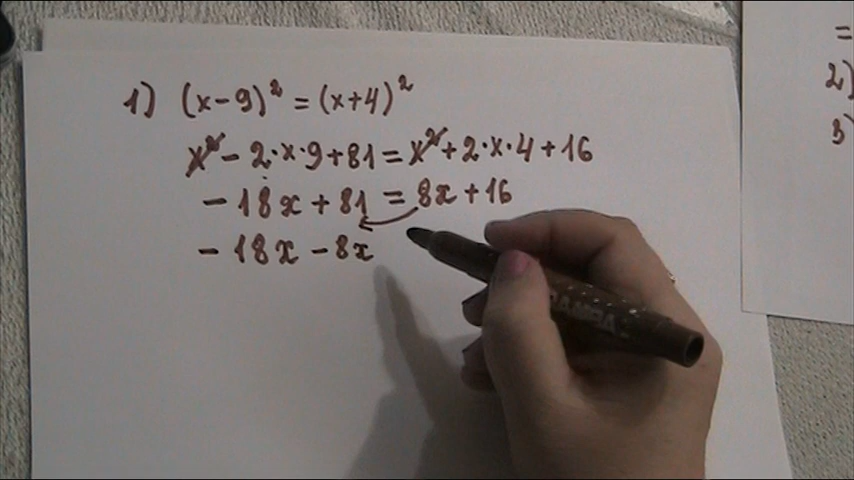 1) (x-9)² = (x+4)²
x² - 2·x·9+81 = x²+2·x·4+16
- 18x + 81 = 8x + 16
- 18x - 8x
=
2)
3)